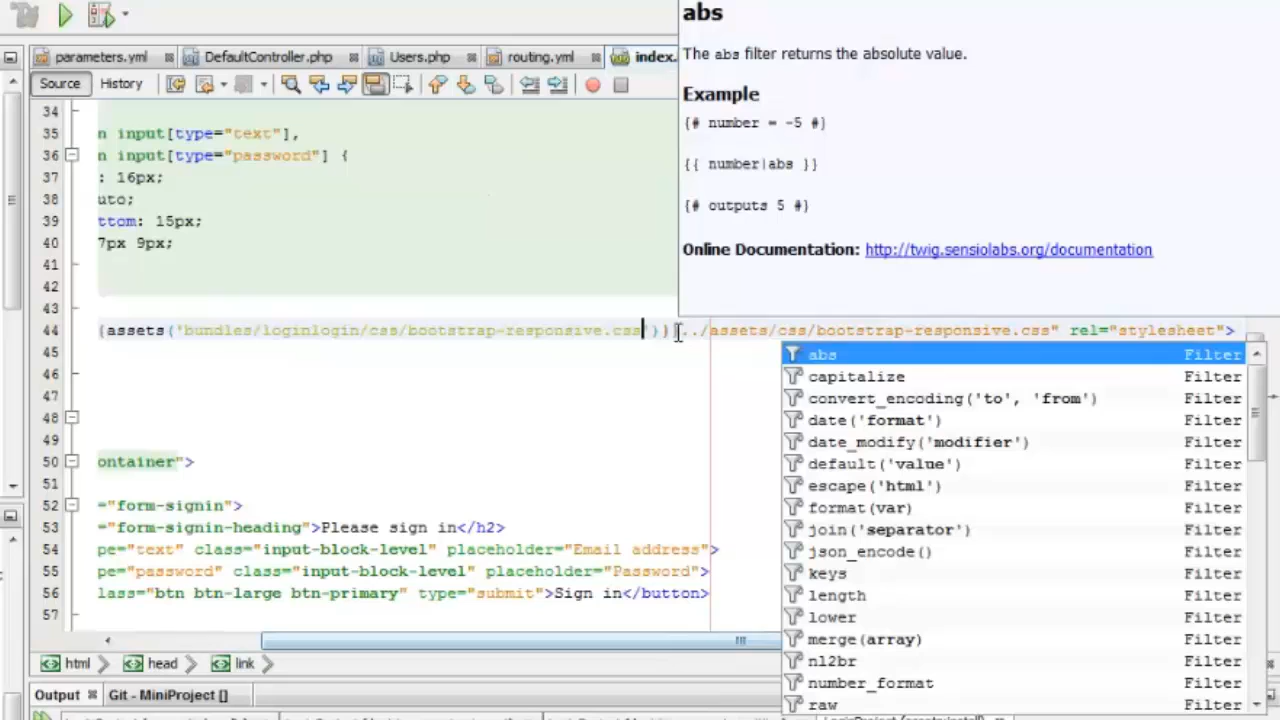 abs
The abs filter returns the absolute value.
Example
{# number = -5 #}
{{ number|abs }}
{# outputs 5 #}
Online Documentation: http://twig.sensiolabs.org/documentation
parameters.yml DefaultController.php Users.php routing.yml index.
Source History
34
35 n input[type="text"],
36 n input[type="password"] {
37 : 16px;
38 uto;
39 ttom: 15px;
40 7px 9px;
41
42
43
44 {assets('bundles/loginlogin/css/bootstrap-responsive.css')}}../assets/css/bootstrap-responsive.css" rel="stylesheet">
45
46
47
48
49
50 ontainer">
51
52 ="form-signin">
53 ="form-signin-heading">Please sign in</h2>
54 pe="text" class="input-block-level" placeholder="Email address">
55 pe="password" class="input-block-level" placeholder="Password">
56 lass="btn btn-large btn-primary" type="submit">Sign in</button>
57
abs Filter
capitalize Filter
convert_encoding('to', 'from') Filter
date('format') Filter
date_modify('modifier') Filter
default('value') Filter
escape('html') Filter
format(var) Filter
join('separator') Filter
json_encode() Filter
keys Filter
length Filter
lower Filter
merge(array) Filter
nl2br Filter
number_format Filter
raw Filter
html head link
Output Git - MiniProject []